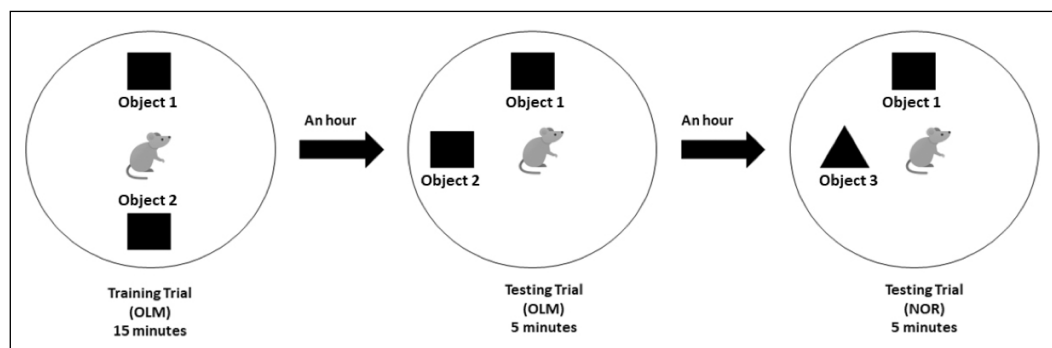 Object 1
Object 2
Training Trial
(OLM)
15 minutes
An hour
Object 1
Object 2
Testing Trial
(OLM)
5 minutes
An hour
Object 1
Object 3
Testing Trial
(NOR)
5 minutes